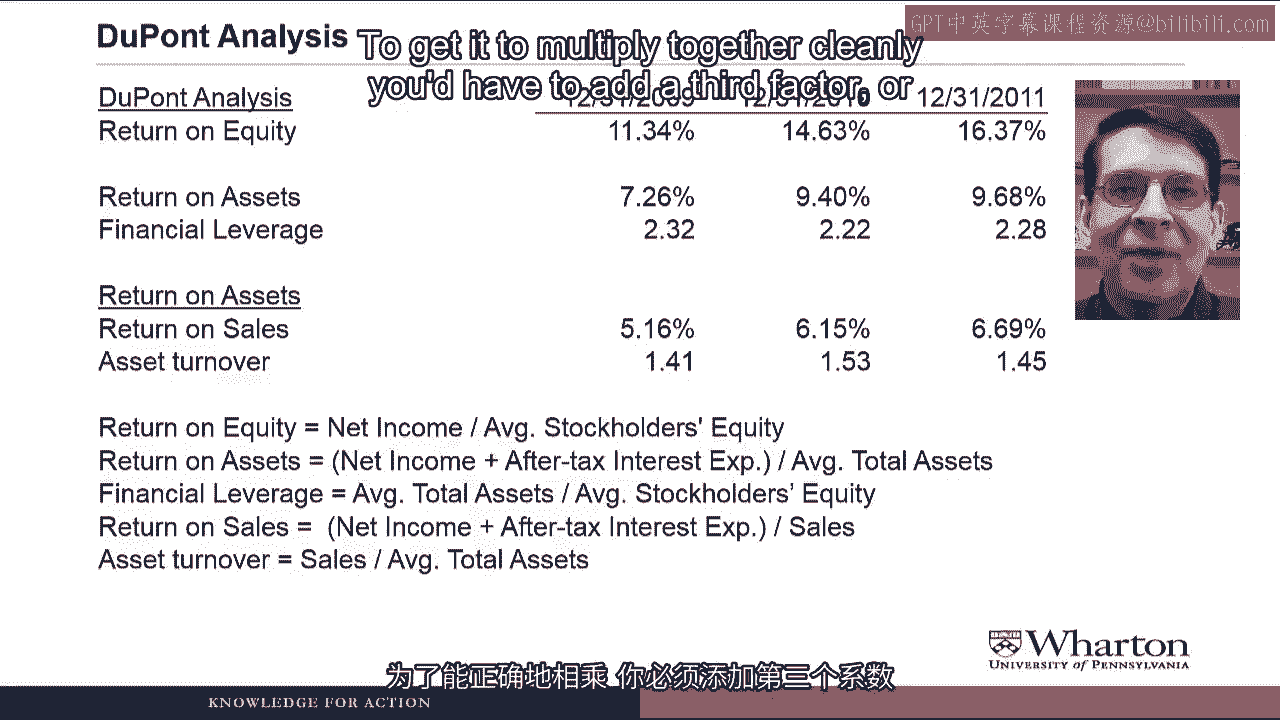 GPT中英字幕课程资源@bilibili.com
DuPont Analysis
To get it to multiply together cleanly
you'd have to add a third factor, or
DuPont Analysis 12/31/2011
Return on Equity 11.34% 14.63% 16.37%
Return on Assets 7.26% 9.40% 9.68%
Financial Leverage 2.32 2.22 2.28
Return on Assets
Return on Sales 5.16% 6.15% 6.69%
Asset turnover 1.41 1.53 1.45
Return on Equity = Net Income / Avg. Stockholders' Equity
Return on Assets = (Net Income + After-tax Interest Exp.) / Avg. Total Assets
Financial Leverage = Avg. Total Assets / Avg. Stockholders’ Equity
Return on Sales = (Net Income + After-tax Interest Exp.) / Sales
Asset turnover = Sales / Avg. Total Assets
Wharton
UNIVERSITY of PENNSYLVANIA
为了能正确地相乘 你必须添加第三个系数
KNOWLEDGE FOR ACTION